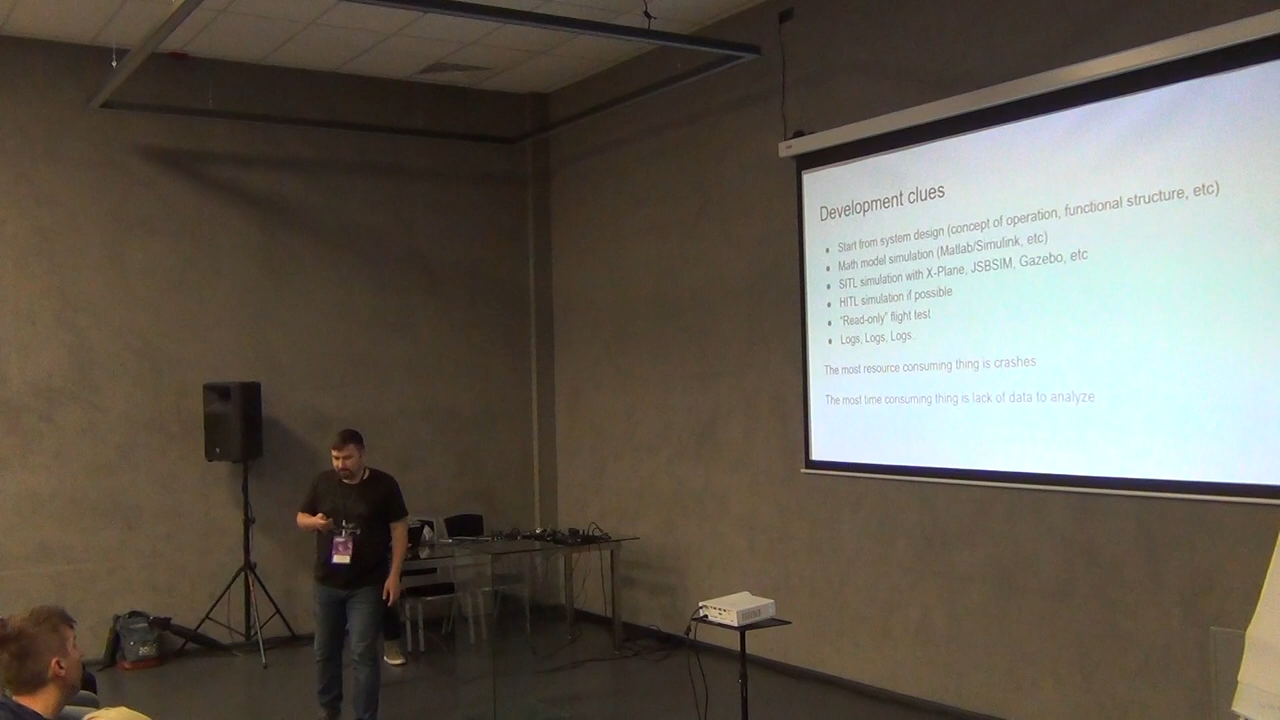 Development clues
Start from system design (concept of operation, functional structure, etc)
Math model simulation (Matlab/Simulink, etc)
SITL simulation with X-Plane, JSBSIM, Gazebo, etc
HITL simulation if possible
"Read-only" flight test
Logs, Logs, Logs..
The most resource consuming thing is crashes
The most time consuming thing is lack of data to analyze